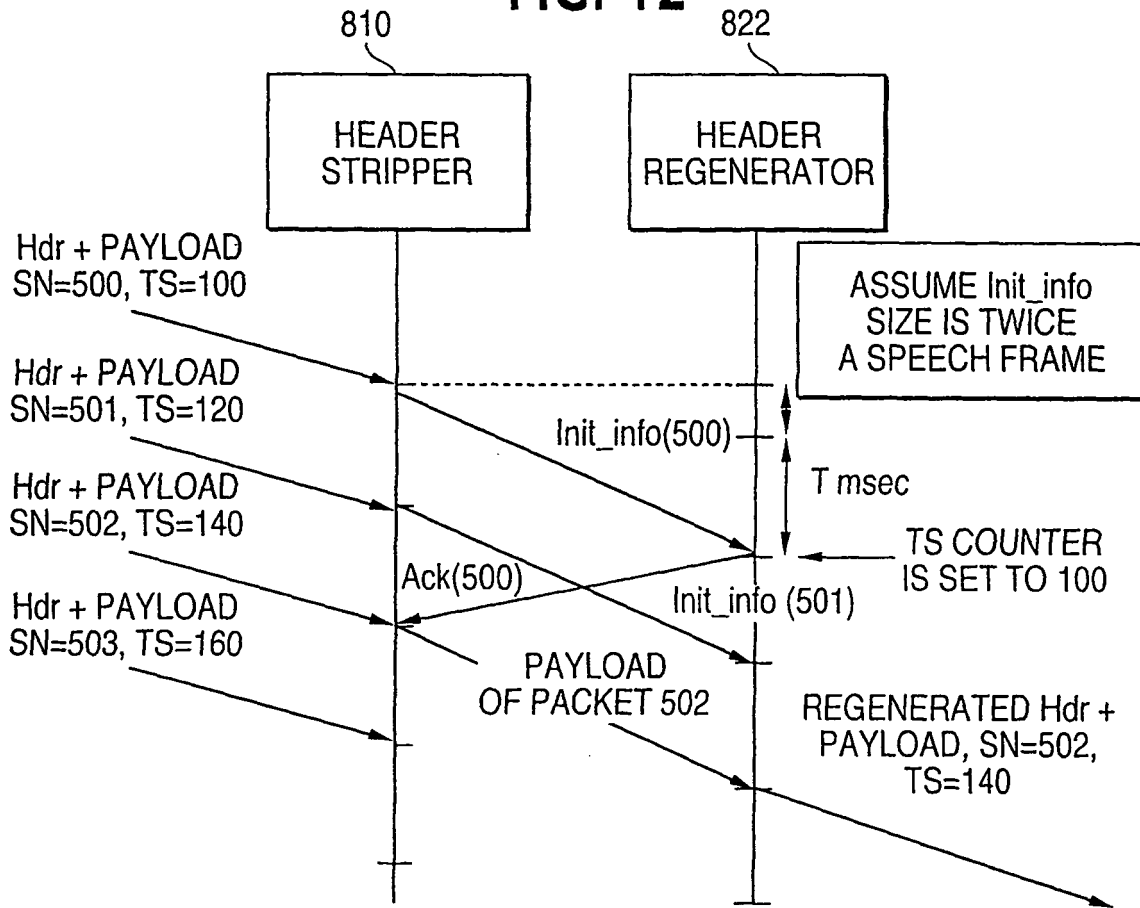 FIG. 12
810
822
HEADER
STRIPPER
HEADER
REGENERATOR
Hdr + PAYLOAD
SN=500, TS=100
ASSUME Init_info
SIZE IS TWICE
A SPEECH FRAME
Hdr + PAYLOAD
SN=501, TS=120
Init_info(500)
T msec
Hdr + PAYLOAD
SN=502, TS=140
TS COUNTER
IS SET TO 100
Ack(500)
Init_info (501)
Hdr + PAYLOAD
SN=503, TS=160
PAYLOAD
OF PACKET 502
REGENERATED Hdr +
PAYLOAD, SN=502,
TS=140